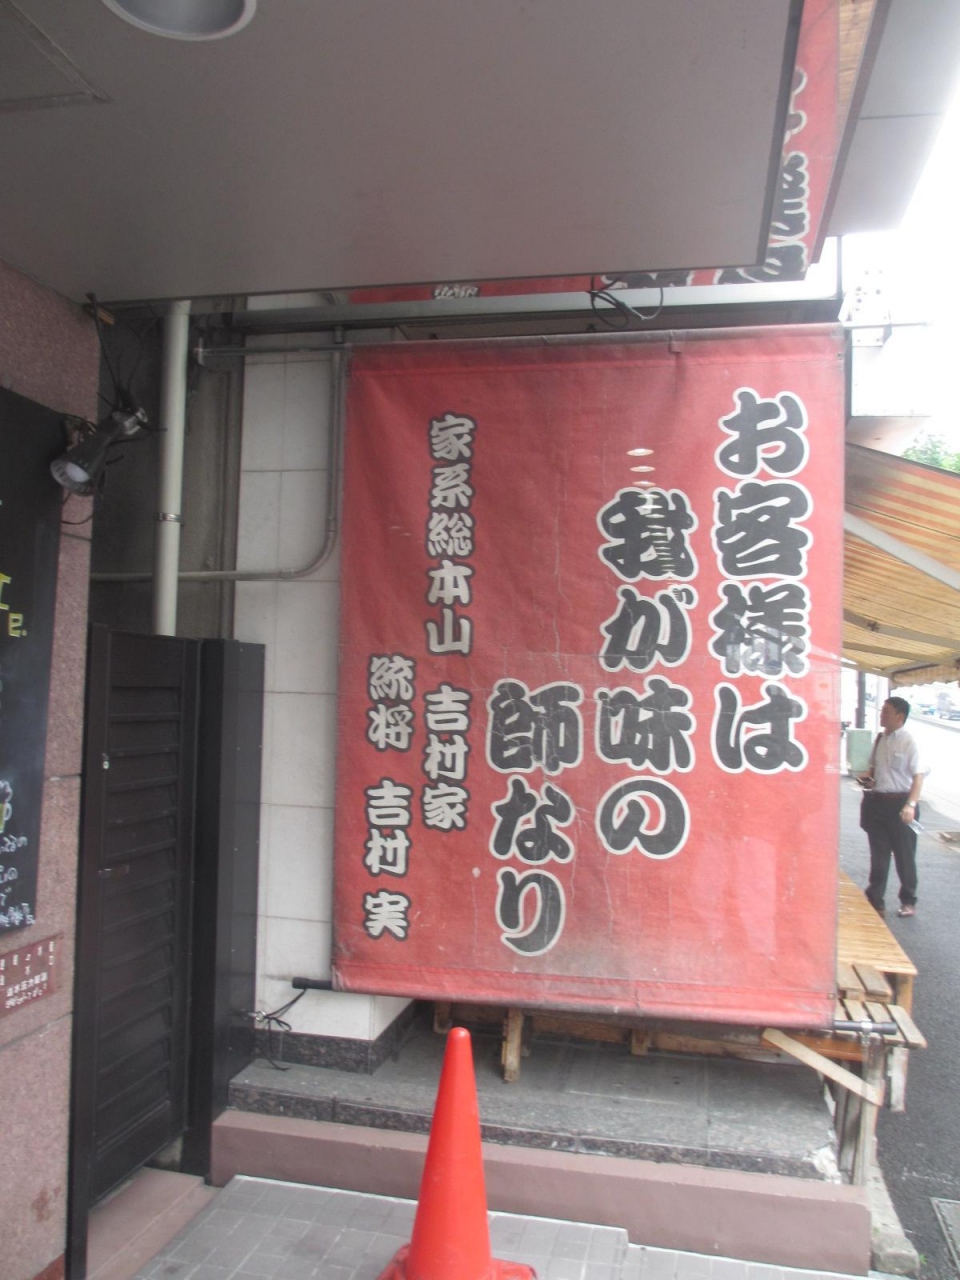 お客様は
我が味の
師なり
家系総本山 吉村家
統将 吉村 実